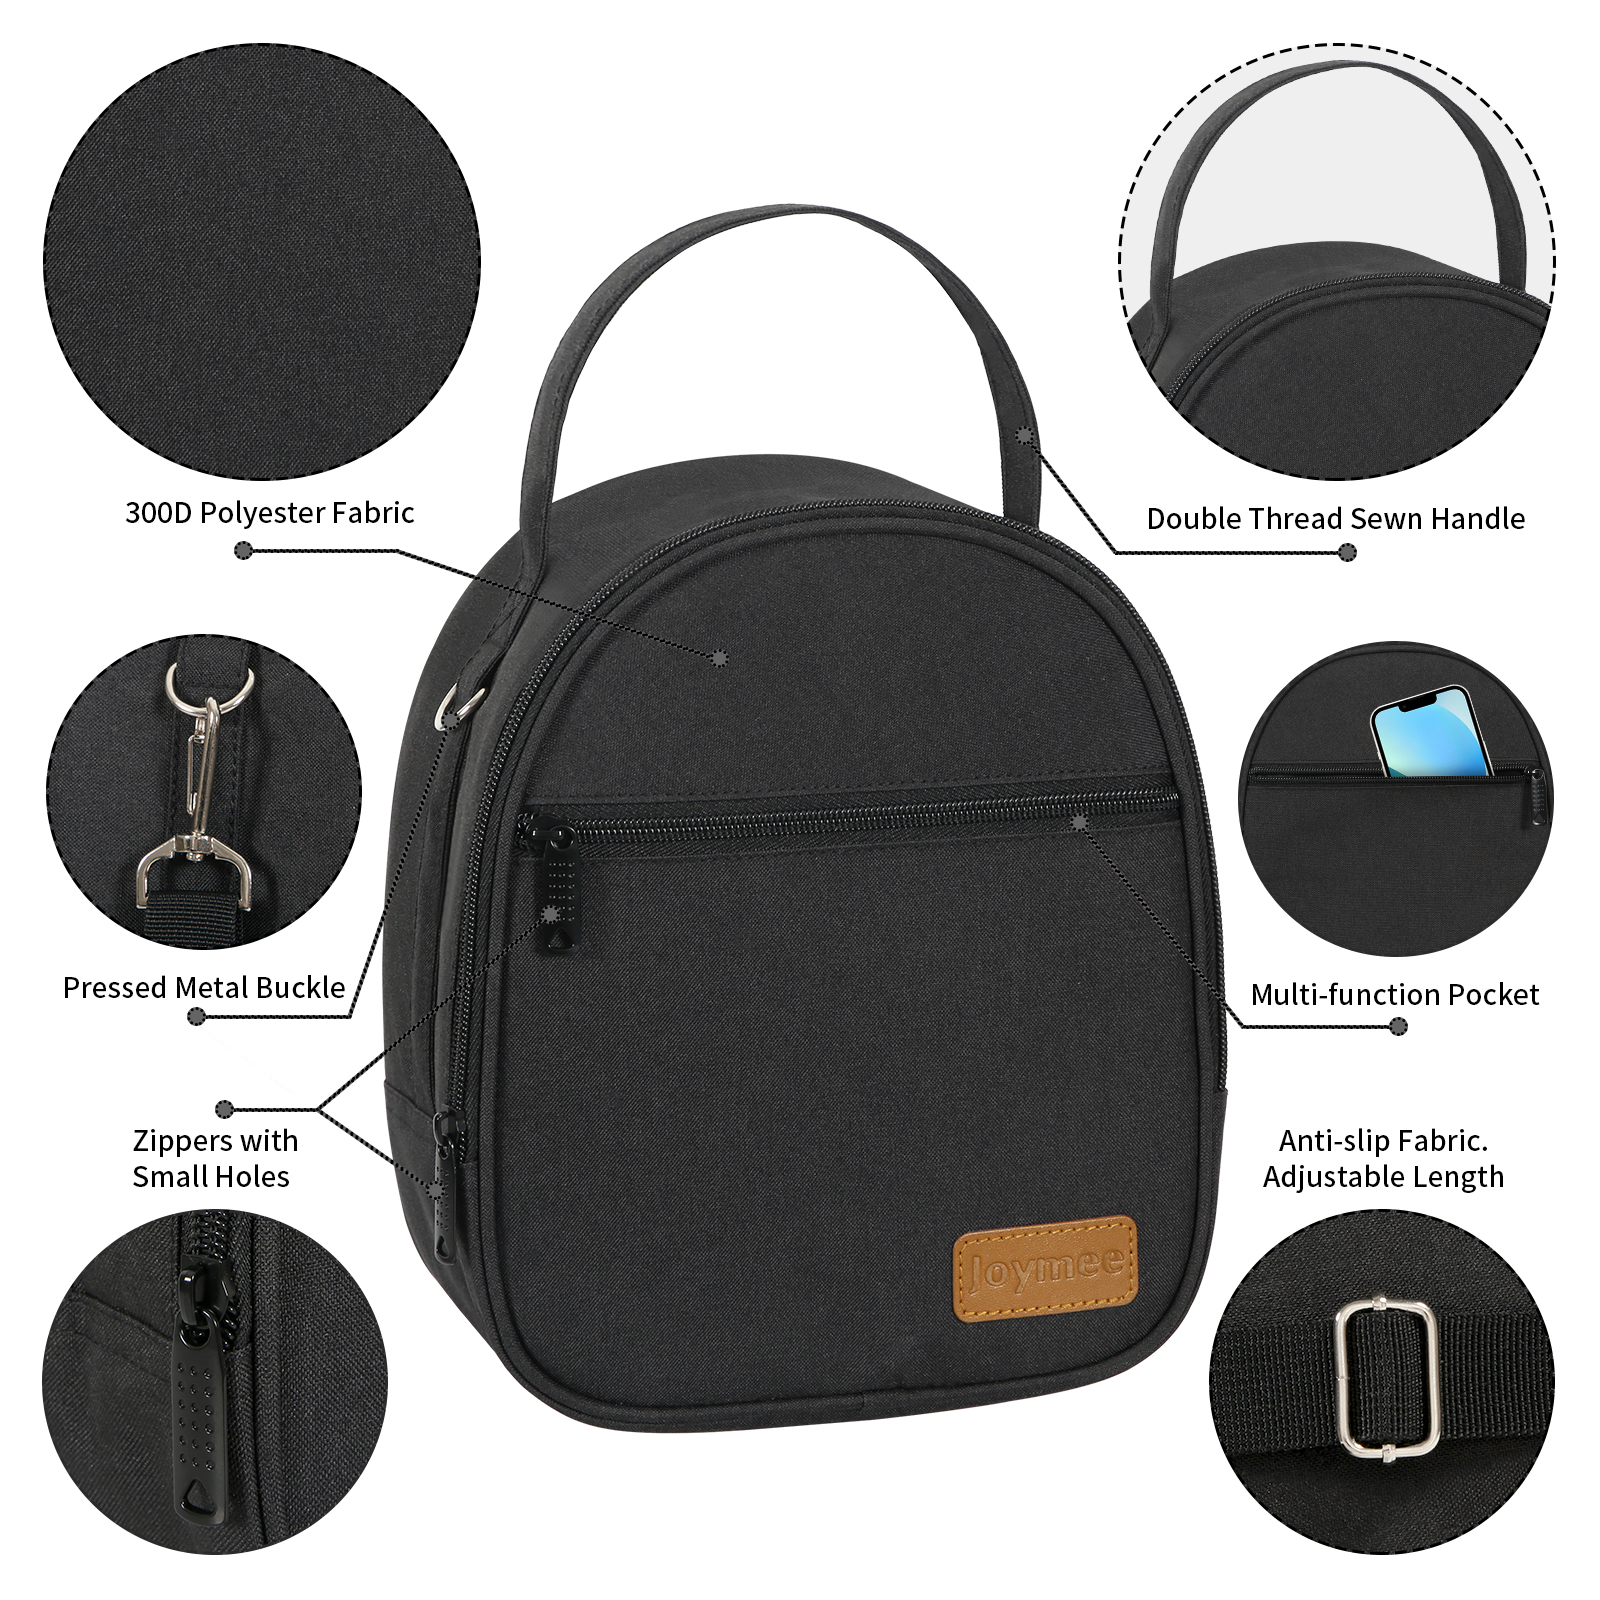 300D Polyester Fabric
Double Thread Sewn Handle
Pressed Metal Buckle
Multi-function Pocket
Zippers with
Small Holes
Anti-slip Fabric.
Adjustable Length
Joymee